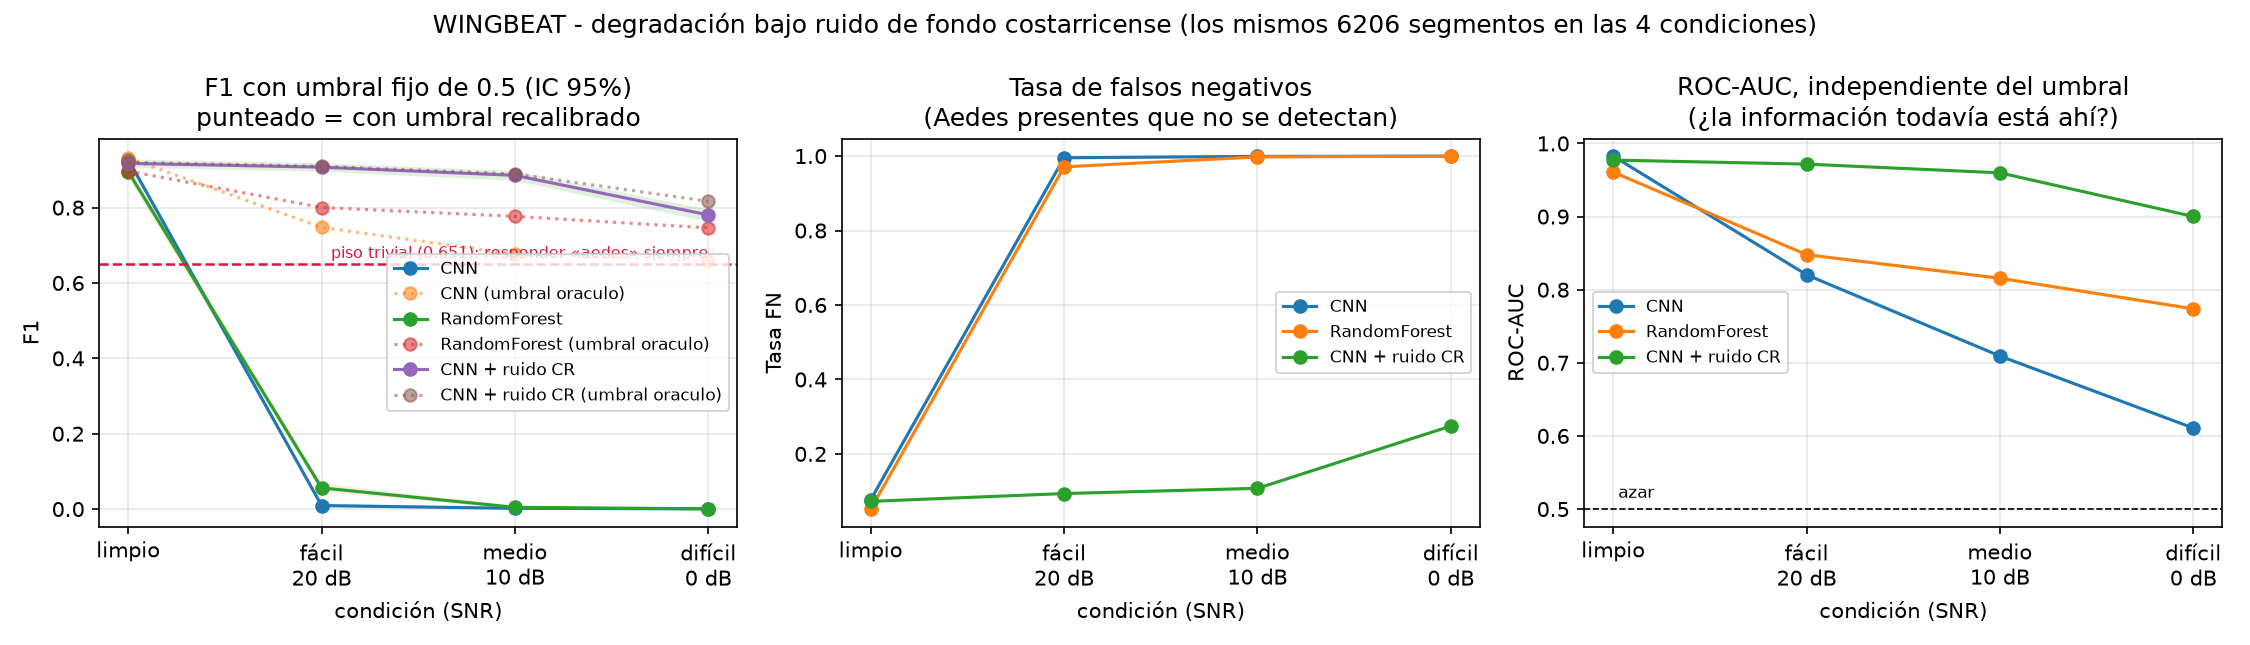 WINGBEAT - degradación bajo ruido de fondo costarricense (los mismos 6206 segmentos en las 4 condiciones)
F1 con umbral fijo de 0.5 (IC 95%)
punteado = con umbral recalibrado
F1
0.8
0.6
0.4
0.2
0.0
piso trivial (0.651): responder «aedes» siempre
CNN
CNN (umbral oraculo)
RandomForest
RandomForest (umbral oraculo)
CNN + ruido CR
CNN + ruido CR (umbral oraculo)
limpio
fácil
20 dB
medio
10 dB
difícil
0 dB
condición (SNR)
Tasa de falsos negativos
(Aedes presentes que no se detectan)
Tasa FN
1.0
0.8
0.6
0.4
0.2
CNN
RandomForest
CNN + ruido CR
limpio
fácil
20 dB
medio
10 dB
difícil
0 dB
condición (SNR)
ROC-AUC, independiente del umbral
(¿la información todavía está ahí?)
ROC-AUC
1.0
0.9
0.8
0.7
0.6
0.5
CNN
RandomForest
CNN + ruido CR
azar
limpio
fácil
20 dB
medio
10 dB
difícil
0 dB
condición (SNR)